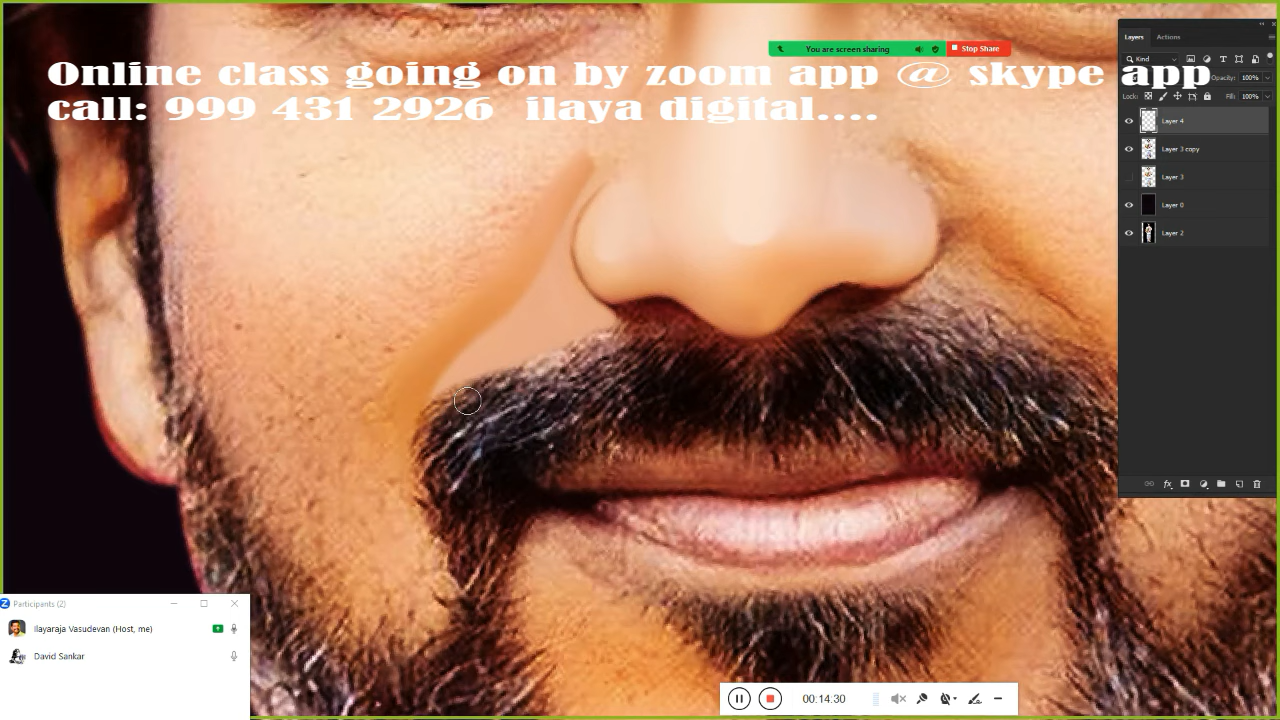 You are screen sharing
Stop Share
Online class going on by zoom app @ skype app
call: 999 431 2926 ilaya digital....
Layers Actions
Kind
Opacity: 100%
Lock: Fill: 100%
Layer 4
Layer 3 copy
Layer 3
Layer 0
Layer 2
fx
Participants (2)
ilayaraja Vasudevan (Host, me)
David Sankar
00:14.30